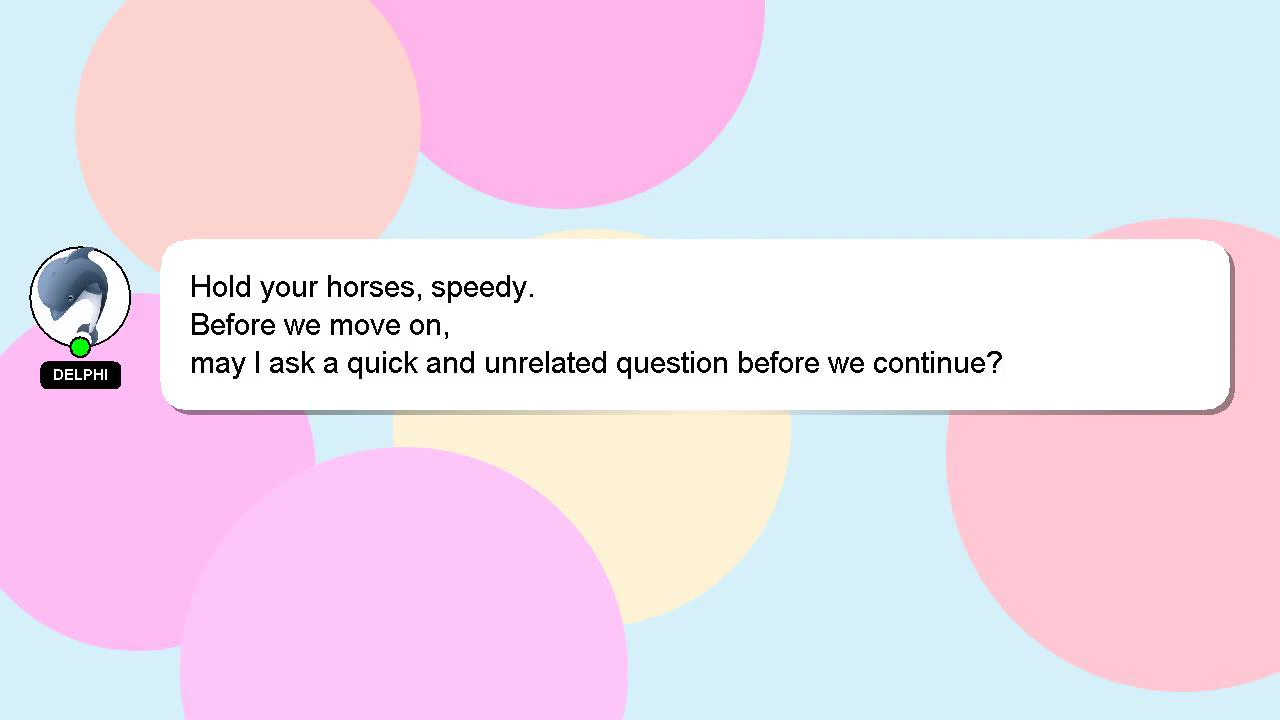 Hold your horses, speedy.
Before we move on,
may I ask a quick and unrelated question before we continue?
DELPHI